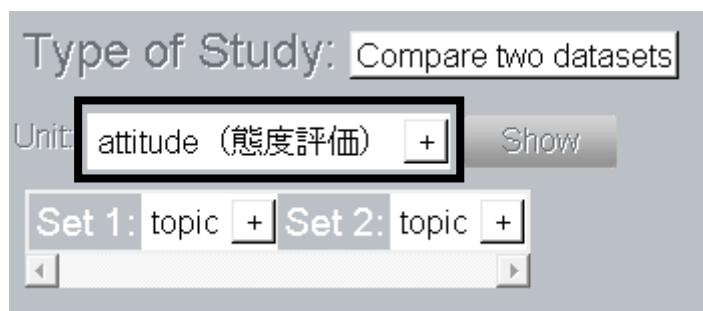 Type of Study: Compare two datasets
Unit: attitude（態度評価） + Show
Set 1: topic + Set 2: topic +